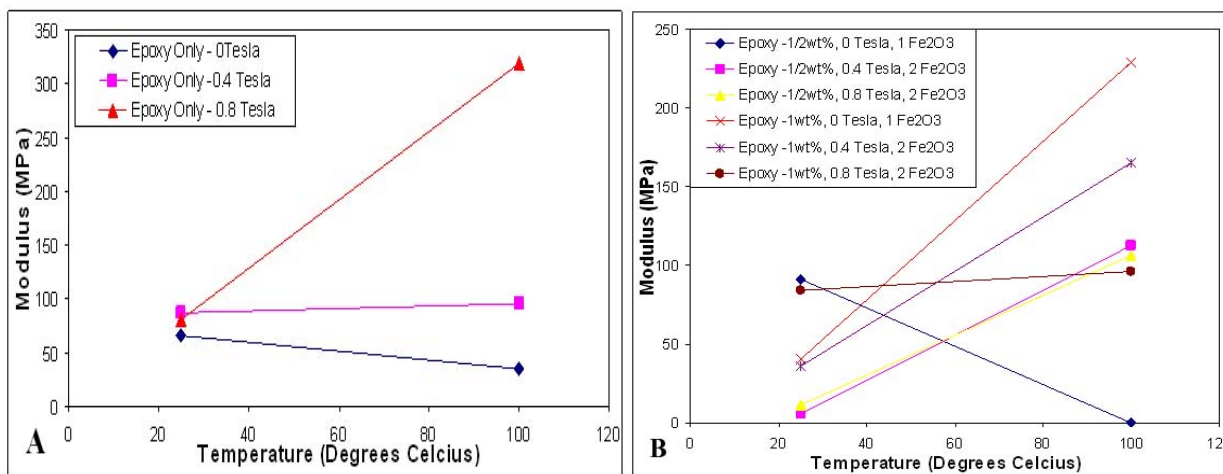 350
300
250
200
150
100
50
0
0
20
40
60
80
100
120
Modulus (MPa)
Temperature (Degrees Celcius)
Epoxy Only - 0Tesla
Epoxy Only -0.4 Tesla
Epoxy Only - 0.8 Tesla
A
250
200
150
100
50
0
0
20
40
60
80
100
120
Modulus (MPa)
Temperature (Degrees Celcius)
Epoxy -1/2wt%, 0 Tesla, 1 Fe2O3
Epoxy -1/2wt%, 0.4 Tesla, 2 Fe2O3
Epoxy -1/2wt%, 0.8 Tesla, 2 Fe2O3
Epoxy -1wt%, 0 Tesla, 1 Fe2O3
Epoxy -1wt%, 0.4 Tesla, 2 Fe2O3
Epoxy -1wt%, 0.8 Tesla, 2 Fe2O3
B